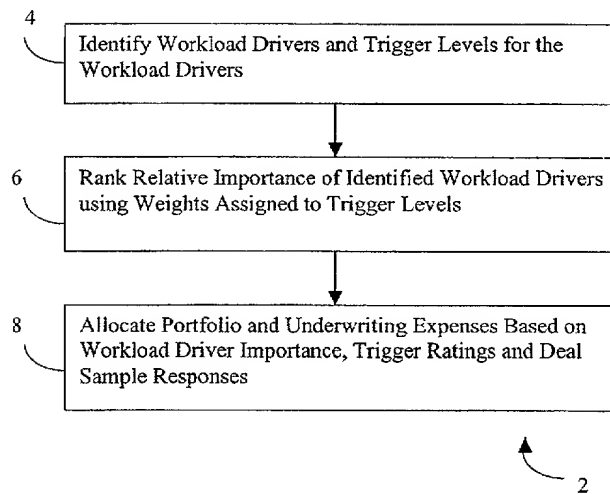 4
Identify Workload Drivers and Trigger Levels for the
Workload Drivers
6
Rank Relative Importance of Identified Workload Drivers
using Weights Assigned to Trigger Levels
8
Allocate Portfolio and Underwriting Expenses Based on
Workload Driver Importance, Trigger Ratings and Deal
Sample Responses
2